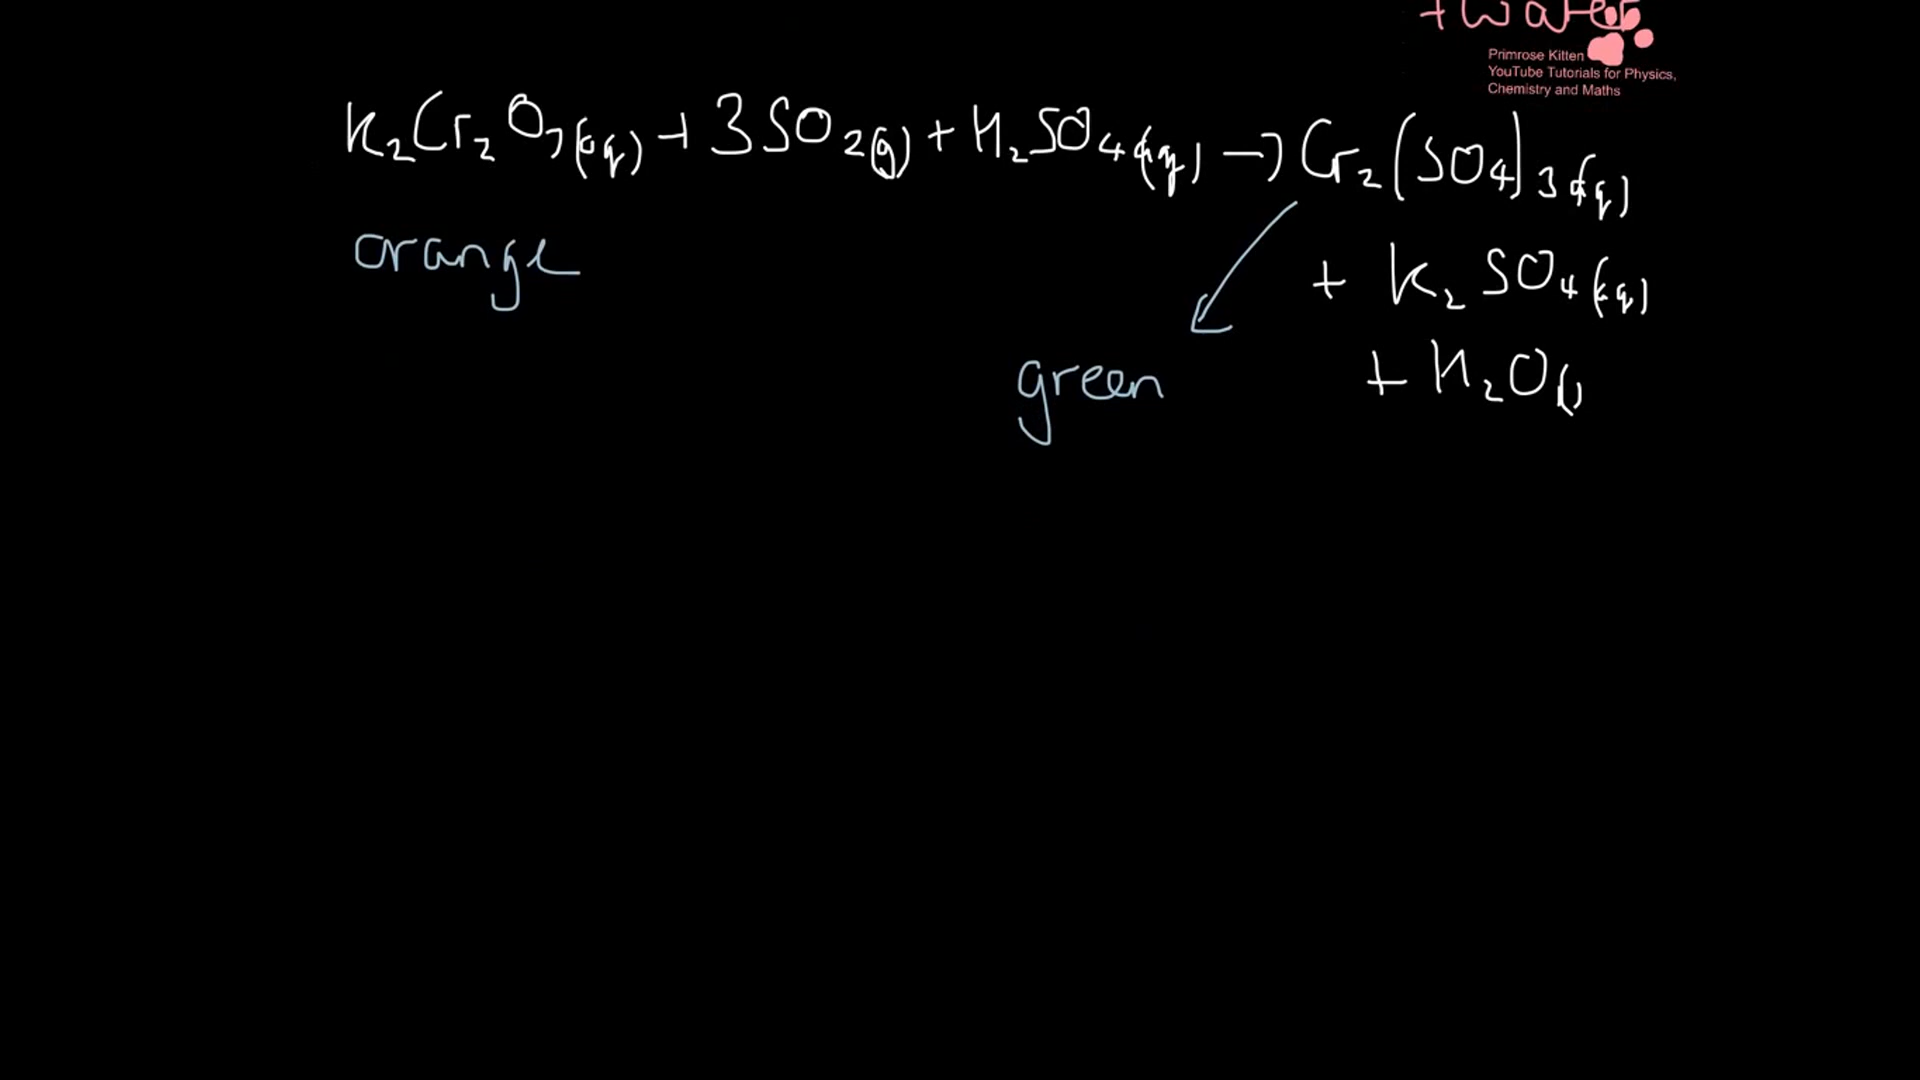 + water
Primrose Kitten
YouTube Tutorials for Physics,
Chemistry and Maths
K₂Cr₂O₇(aq) + 3SO₂(g) + H₂SO₄(aq) → Cr₂(SO₄)₃(aq)
orange
+ K₂SO₄(aq)
green
+ H₂O(l)